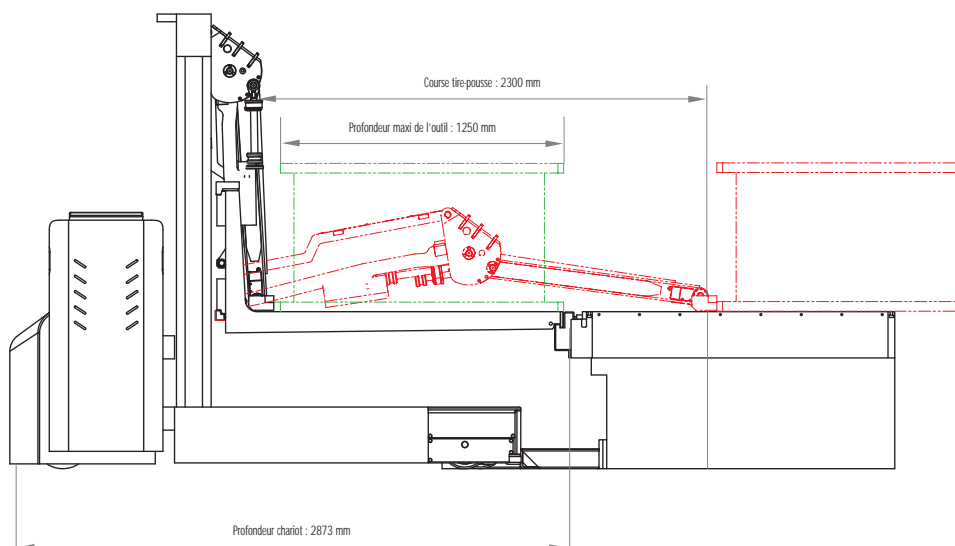 Course tire-pousse : 2300 mm
Profondeur maxi de l'outil : 1250 mm
Profondeur chariot : 2873 mm